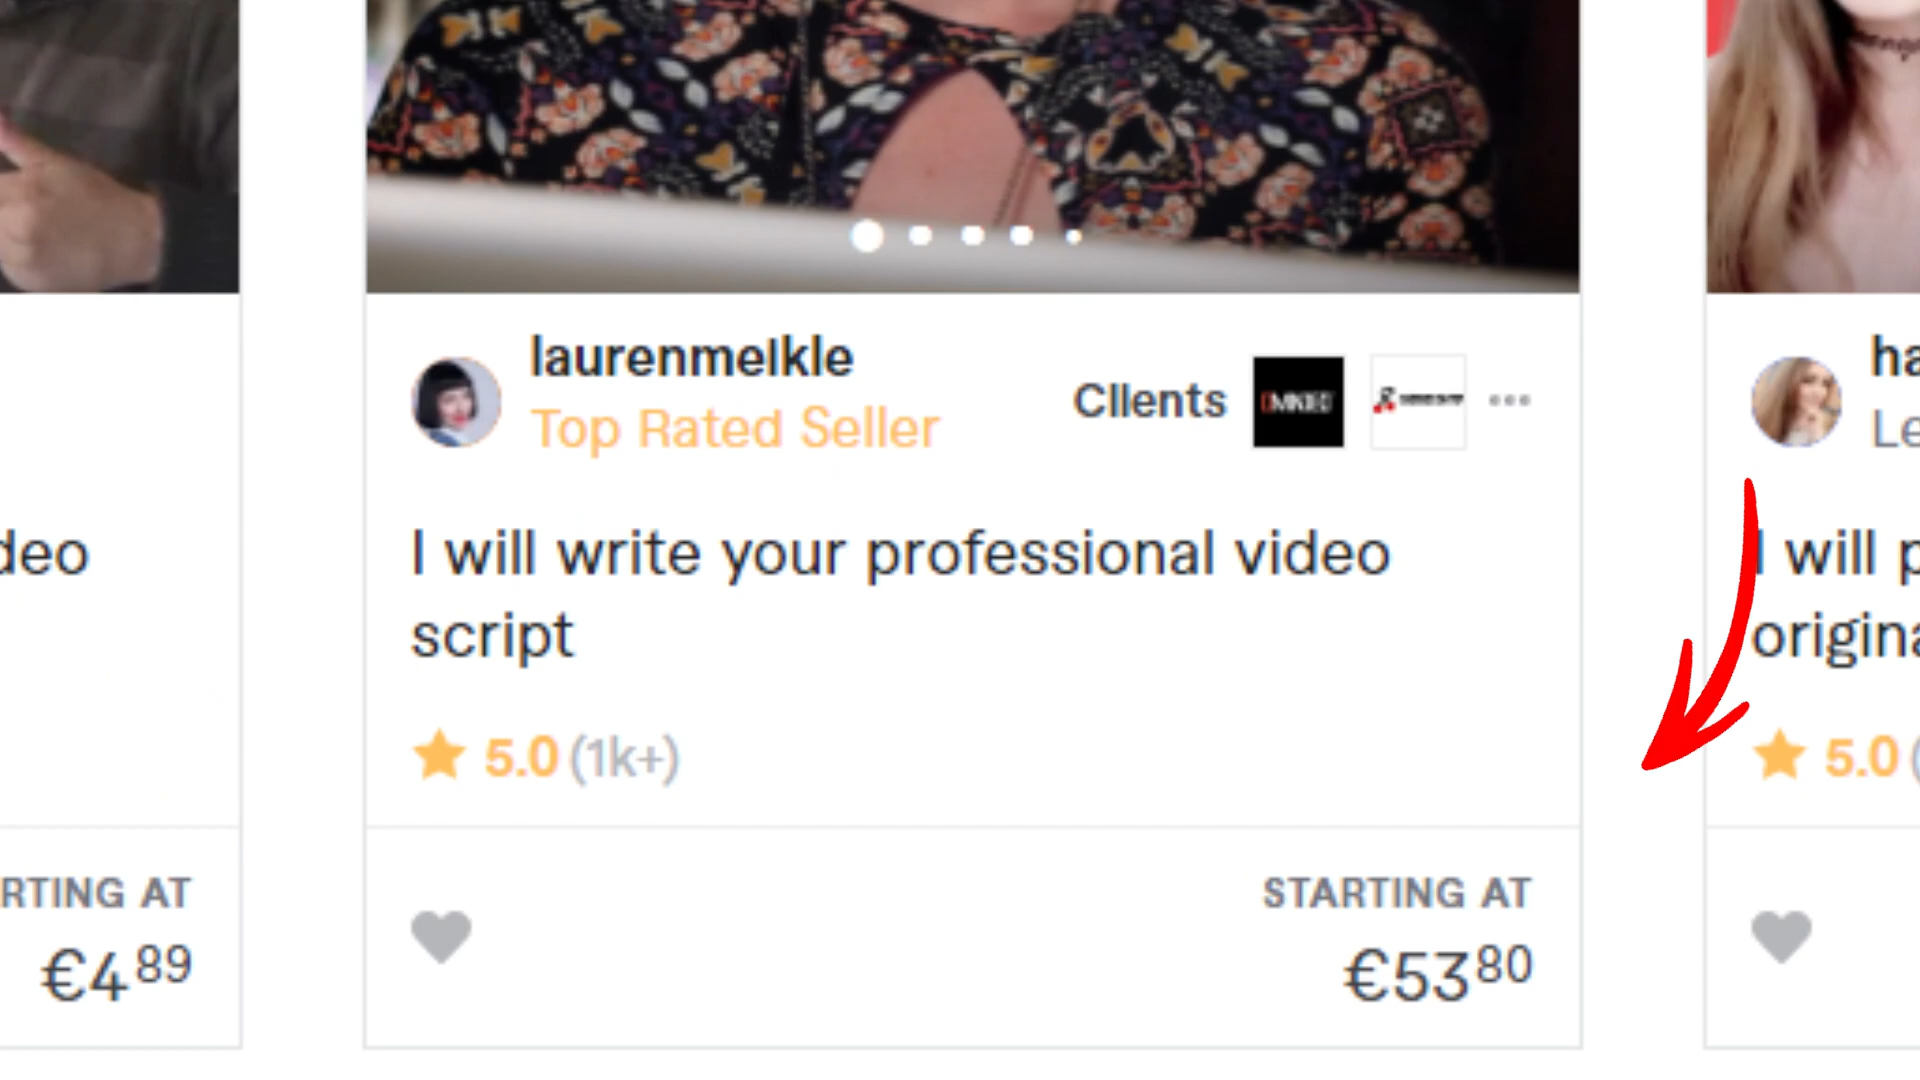 laurenmeikle
Top Rated Seller
Clients
I will write your professional video
script
5.0 (1k+)
STARTING AT
€53 80
deo
RTING AT
€4 89
ha
Le
I will p
origina
5.0 (